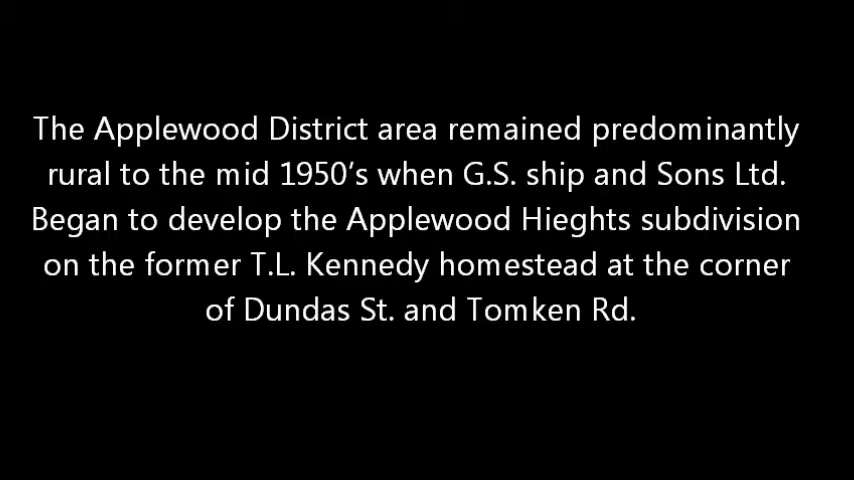 The Applewood District area remained predominantly
rural to the mid 1950's when G.S. ship and Sons Ltd.
Began to develop the Applewood Hieghts subdivision
on the former T.L. Kennedy homestead at the corner
of Dundas St. and Tomken Rd.